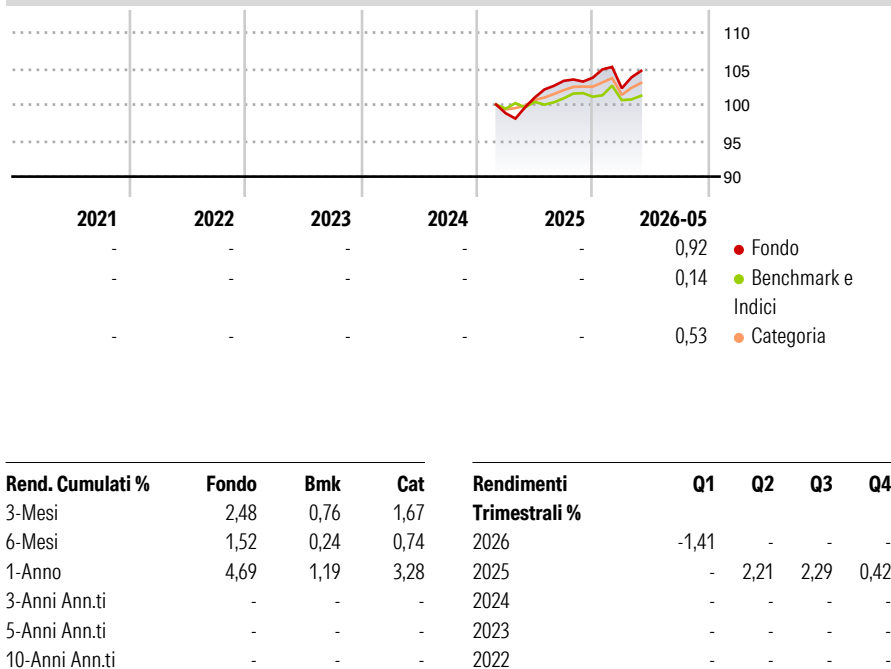 110
105
100
95
90
2021 2022 2023 2024 2025 2026-05
- - - - - 0,92 Fondo
- - - - - 0,14 Benchmark e
Indici
- - - - - 0,53 Categoria
Rend. Cumulati % Fondo Bmk Cat
3-Mesi 2,48 0,76 1,67
6-Mesi 1,52 0,24 0,74
1-Anno 4,69 1,19 3,28
3-Anni Ann.ti - - -
5-Anni Ann.ti - - -
10-Anni Ann.ti - - -
Rendimenti Q1 Q2 Q3 Q4
Trimestrali %
2026 -1,41 - - -
2025 - 2,21 2,29 0,42
2024 - - - -
2023 - - - -
2022 - - - -